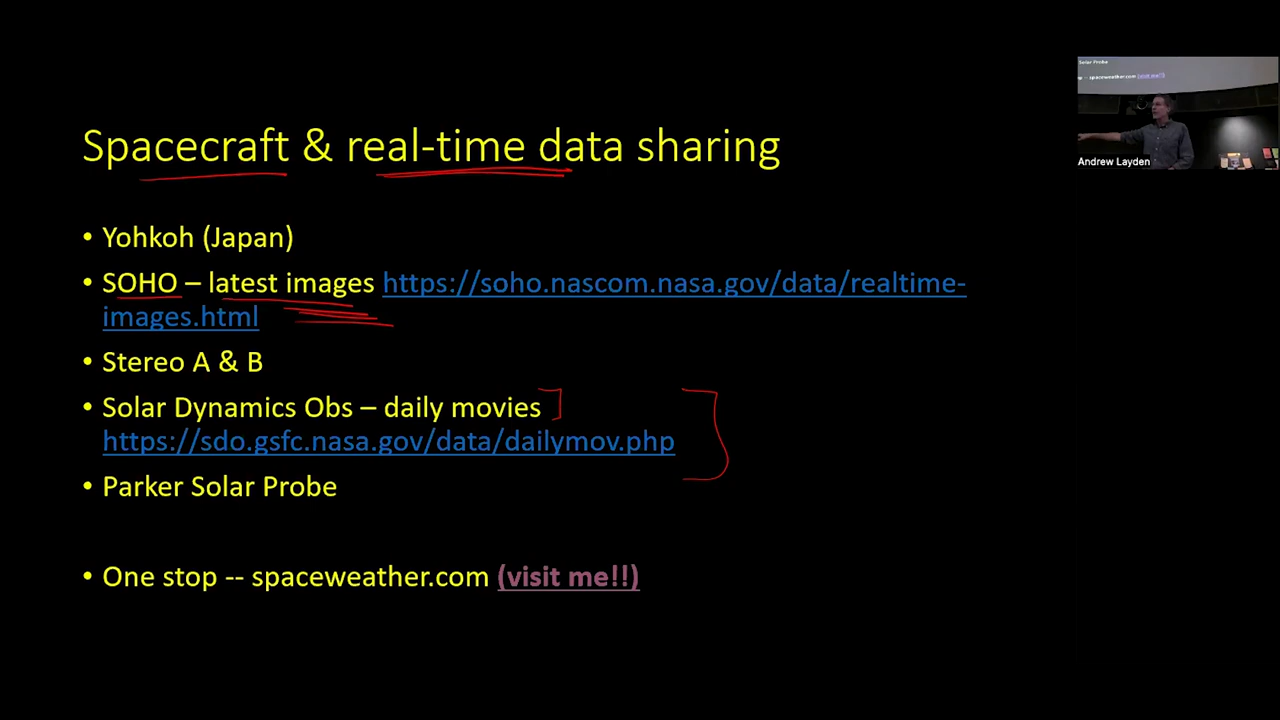 Spacecraft & real-time data sharing
• Yohkoh (Japan)
• SOHO – latest images https://soho.nascom.nasa.gov/data/realtime-
images.html
• Stereo A & B
• Solar Dynamics Obs – daily movies
https://sdo.gsfc.nasa.gov/data/dailymov.php
• Parker Solar Probe
• One stop -- spaceweather.com (visit me!!)
Solar Probe
spaceweather.com (visit me!!)
Andrew Layden